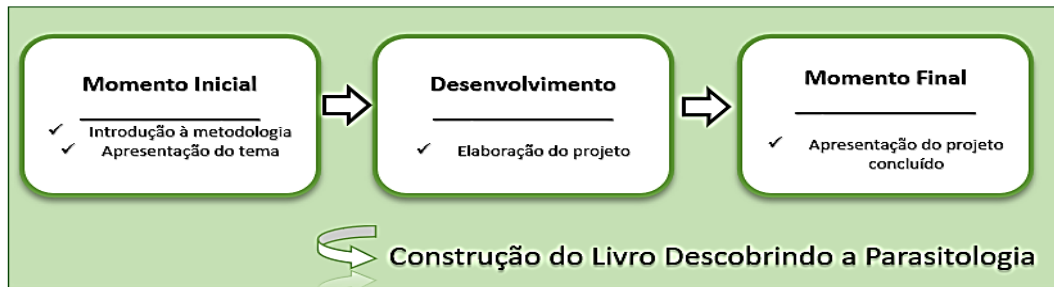 Momento Inicial
✓ Introdução à metodologia
✓ Apresentação do tema
Desenvolvimento
✓ Elaboração do projeto
Momento Final
✓ Apresentação do projeto
concluído
Construção do Livro Descobrindo a Parasitologia